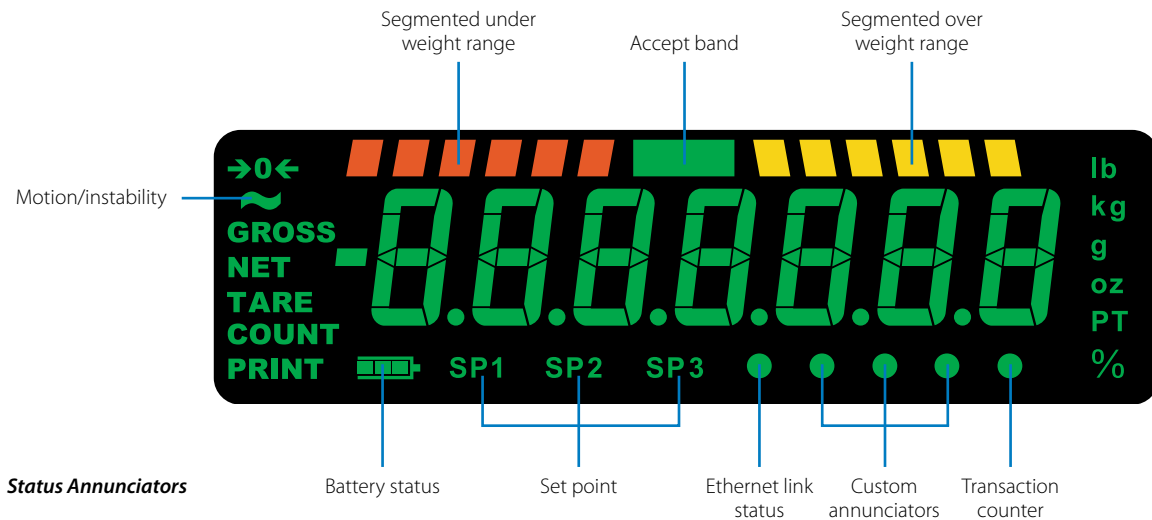 Segmented under
weight range
Accept band
Segmented over
weight range
→0←
lb
Motion/instability
~
kg
GROSS
-8.8.8.8.8.8.8
g
NET
oz
TARE
PT
COUNT
%
PRINT
SP1 SP2 SP3
Status Annunciators
Battery status
Set point
Ethernet link
status
Custom
annunciators
Transaction
counter